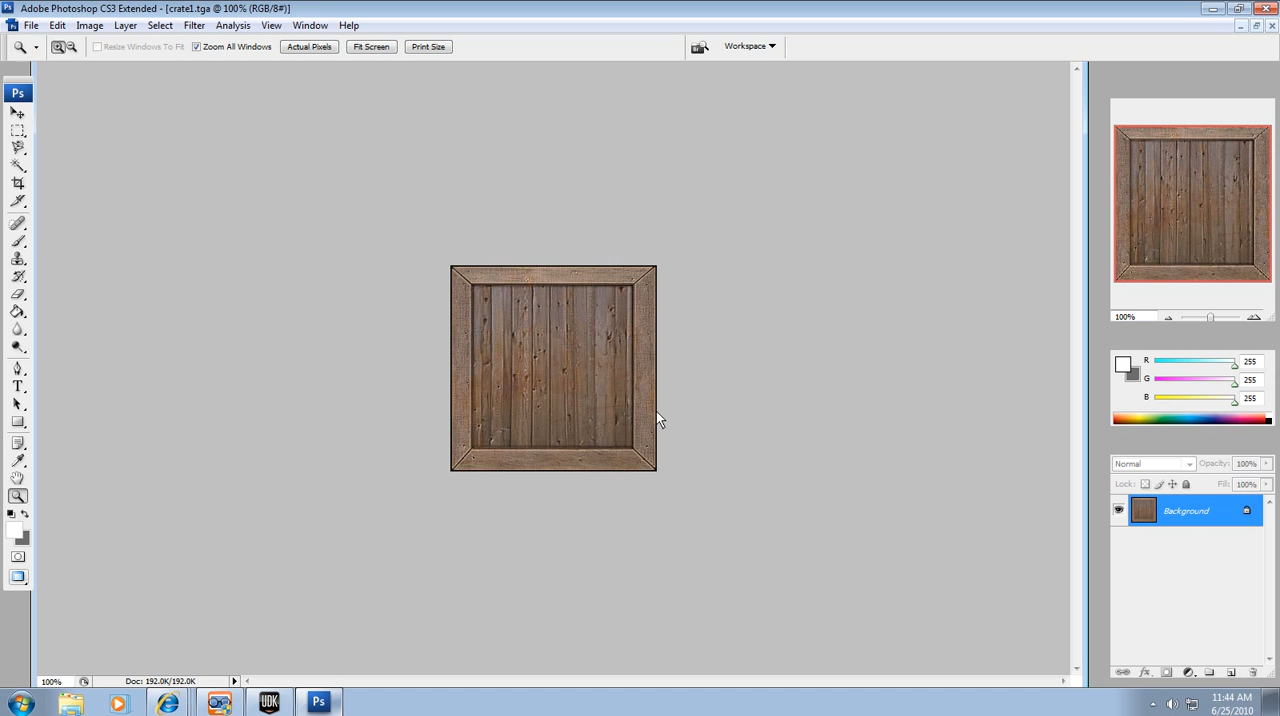 Adobe Photoshop CS3 Extended - [crate1.tga @ 100% (RGB/8#)]
File Edit Image Layer Select Filter Analysis View Window Help
Resize Windows To Fit Zoom All Windows Actual Pixels Fit Screen Print Size Workspace
Ps
T
100%
R 255
G 255
B 255
Normal Opacity: 100%
Lock: Fill: 100%
Background
100% Doc: 192.0K/192.0K
UDK Ps
11:44 AM
6/25/2010